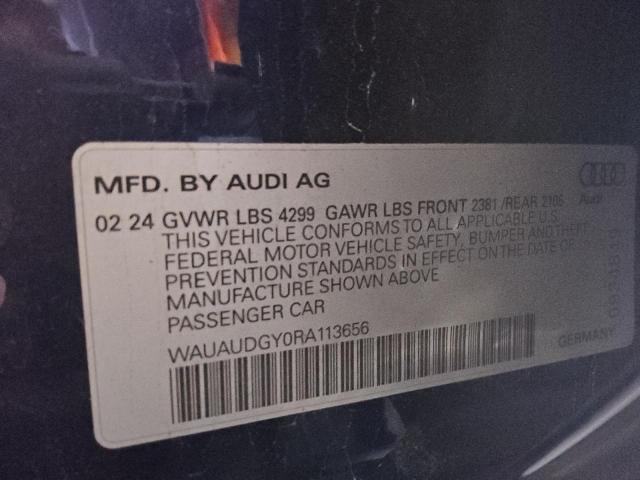 MFD. BY AUDI AG
Audi
02 24 GVWR LBS 4299 GAWR LBS FRONT 2381 /REAR 2106
THIS VEHICLE CONFORMS TO ALL APPLICABLE U.S.
FEDERAL MOTOR VEHICLE SAFETY, BUMPER AND THEFT
PREVENTION STANDARDS IN EFFECT ON THE DATE OF
MANUFACTURE SHOWN ABOVE
PASSENGER CAR
WAUAUDGY0RA113656
GERMANY